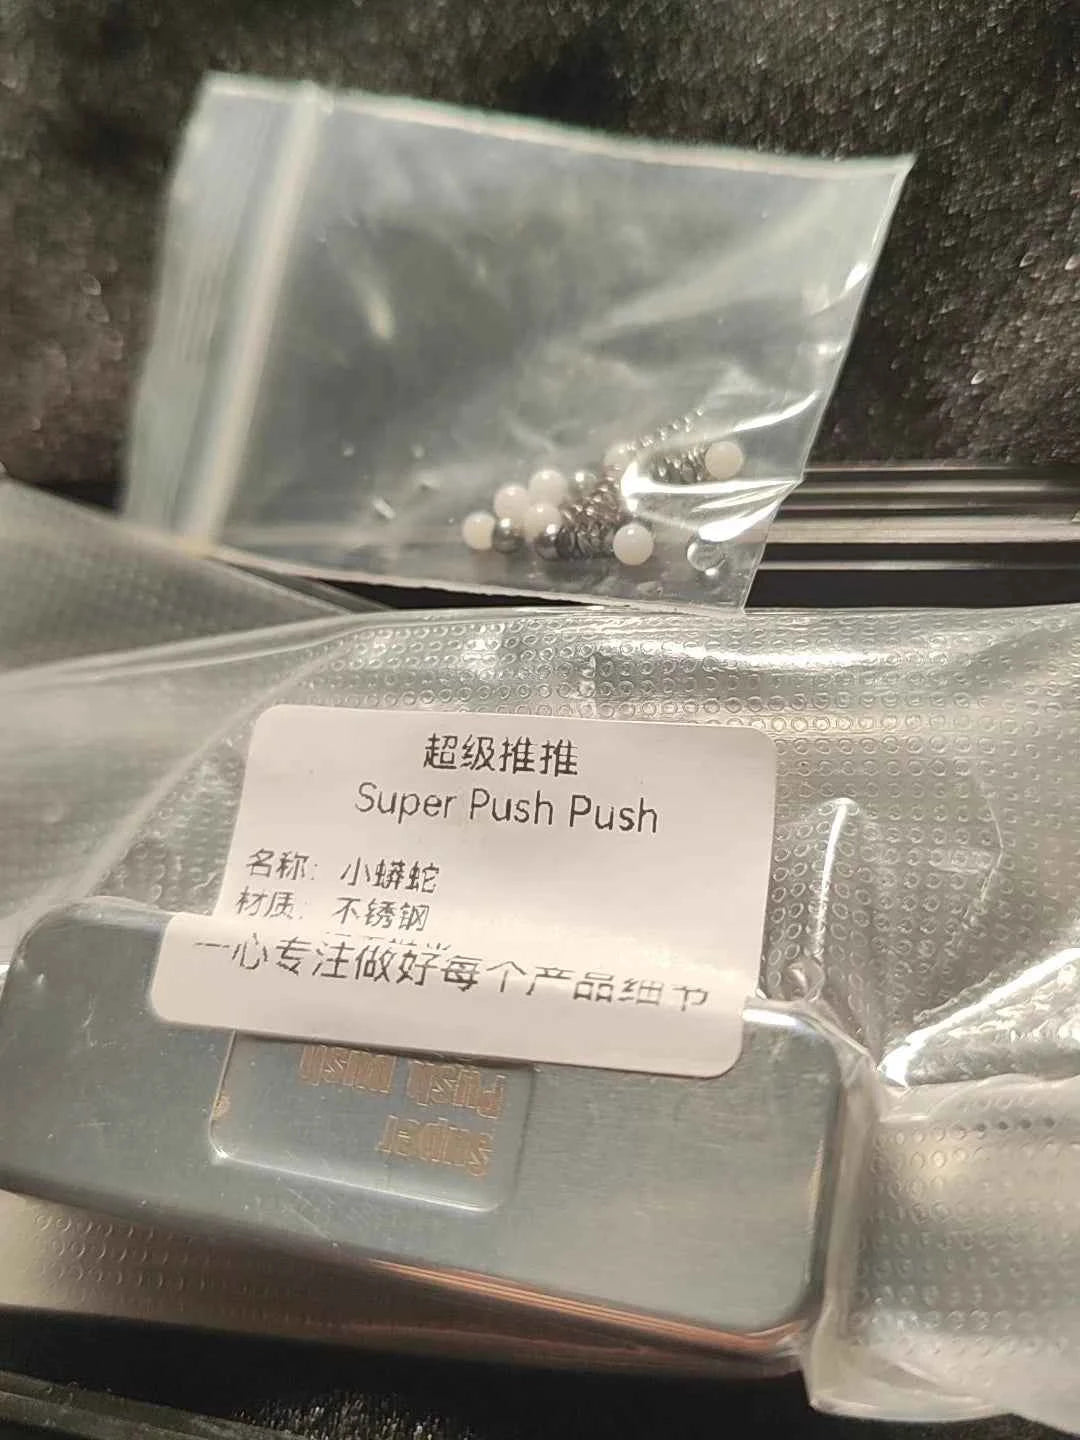 超级推推
Super Push Push
名称: 小蟒蛇
材质: 不锈钢
一心专注做好每个产品细节
Super
Push Push